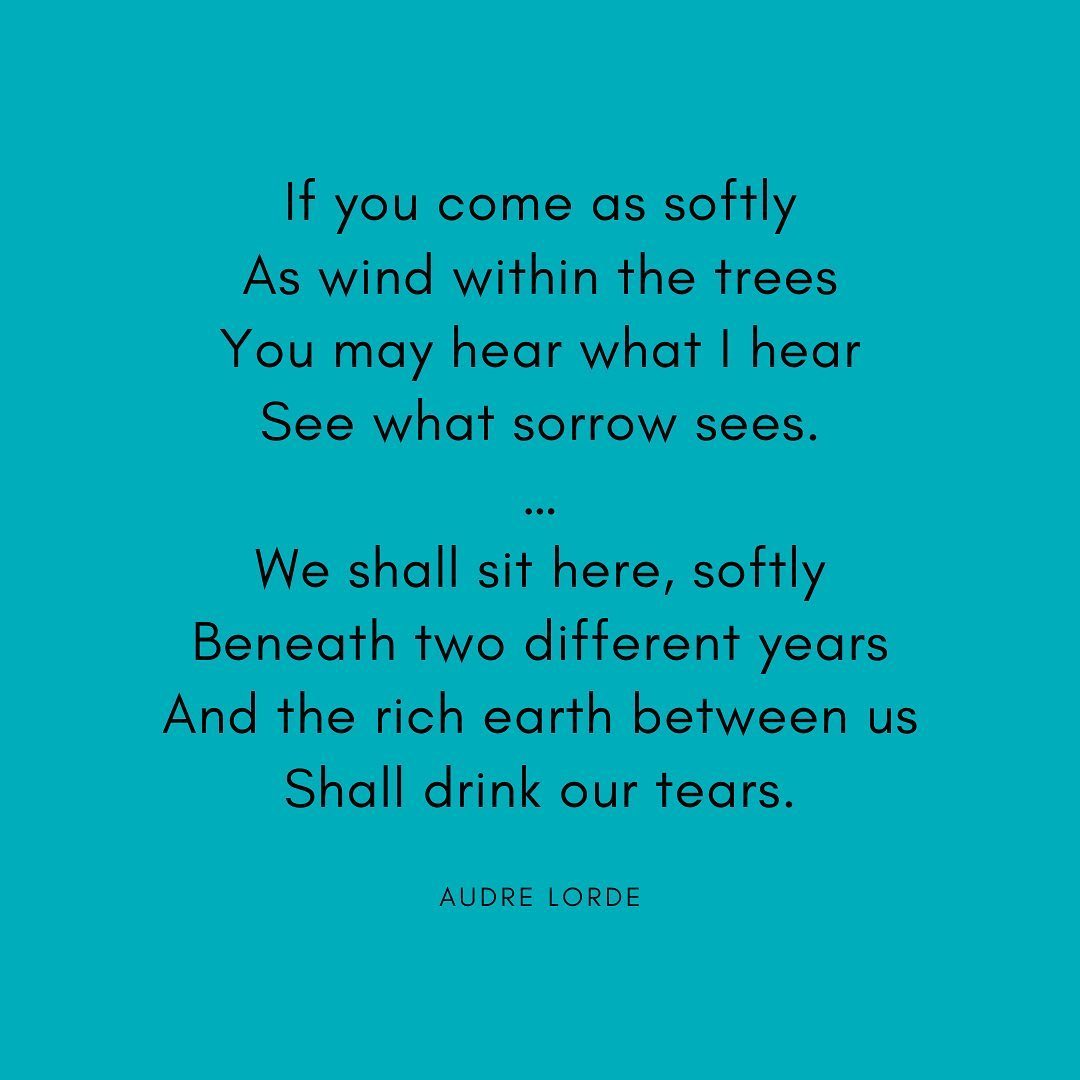 If you come as softly
As wind within the trees
You may hear what I hear
See what sorrow sees.
...
We shall sit here, softly
Beneath two different years
And the rich earth between us
Shall drink our tears.
AUDRE LORDE